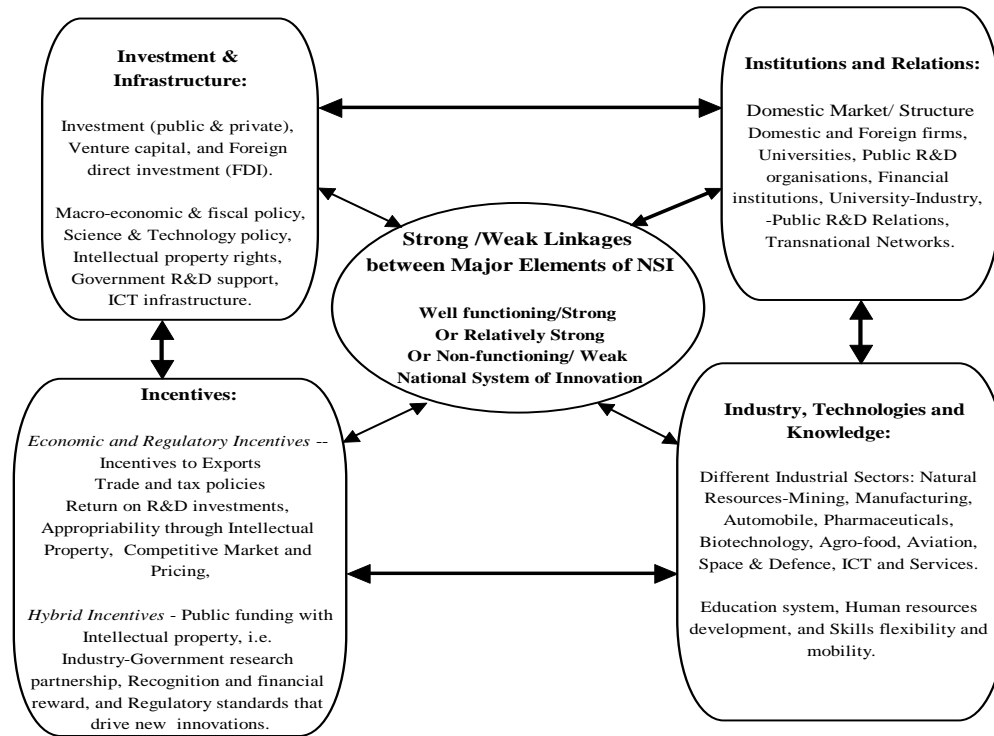 Investment &
Infrastructure:
Investment (public & private),
Venture capital, and Foreign
direct investment (FDI).
Macro-economic & fiscal policy,
Science & Technology policy,
Intellectual property rights,
Government R&D support,
ICT infrastructure.
Institutions and Relations:
Domestic Market/ Structure
Domestic and Foreign firms,
Universities, Public R&D
organisations, Financial
institutions, University-Industry,
-Public R&D Relations,
Transnational Networks.
Strong /Weak Linkages
between Major Elements of NSI
Well functioning/Strong
Or Relatively Strong
Or Non-functioning/ Weak
National System of Innovation
Incentives:
Economic and Regulatory Incentives --
Incentives to Exports
Trade and tax policies
Return on R&D investments,
Appropriability through Intellectual
Property, Competitive Market and
Pricing,
Hybrid Incentives - Public funding with
Intellectual property, i.e.
Industry-Government research
partnership, Recognition and financial
reward, and Regulatory standards that
drive new innovations.
Industry, Technologies and
Knowledge:
Different Industrial Sectors: Natural
Resources-Mining, Manufacturing,
Automobile, Pharmaceuticals,
Biotechnology, Agro-food, Aviation,
Space & Defence, ICT and Services.
Education system, Human resources
development, and Skills flexibility and
mobility.